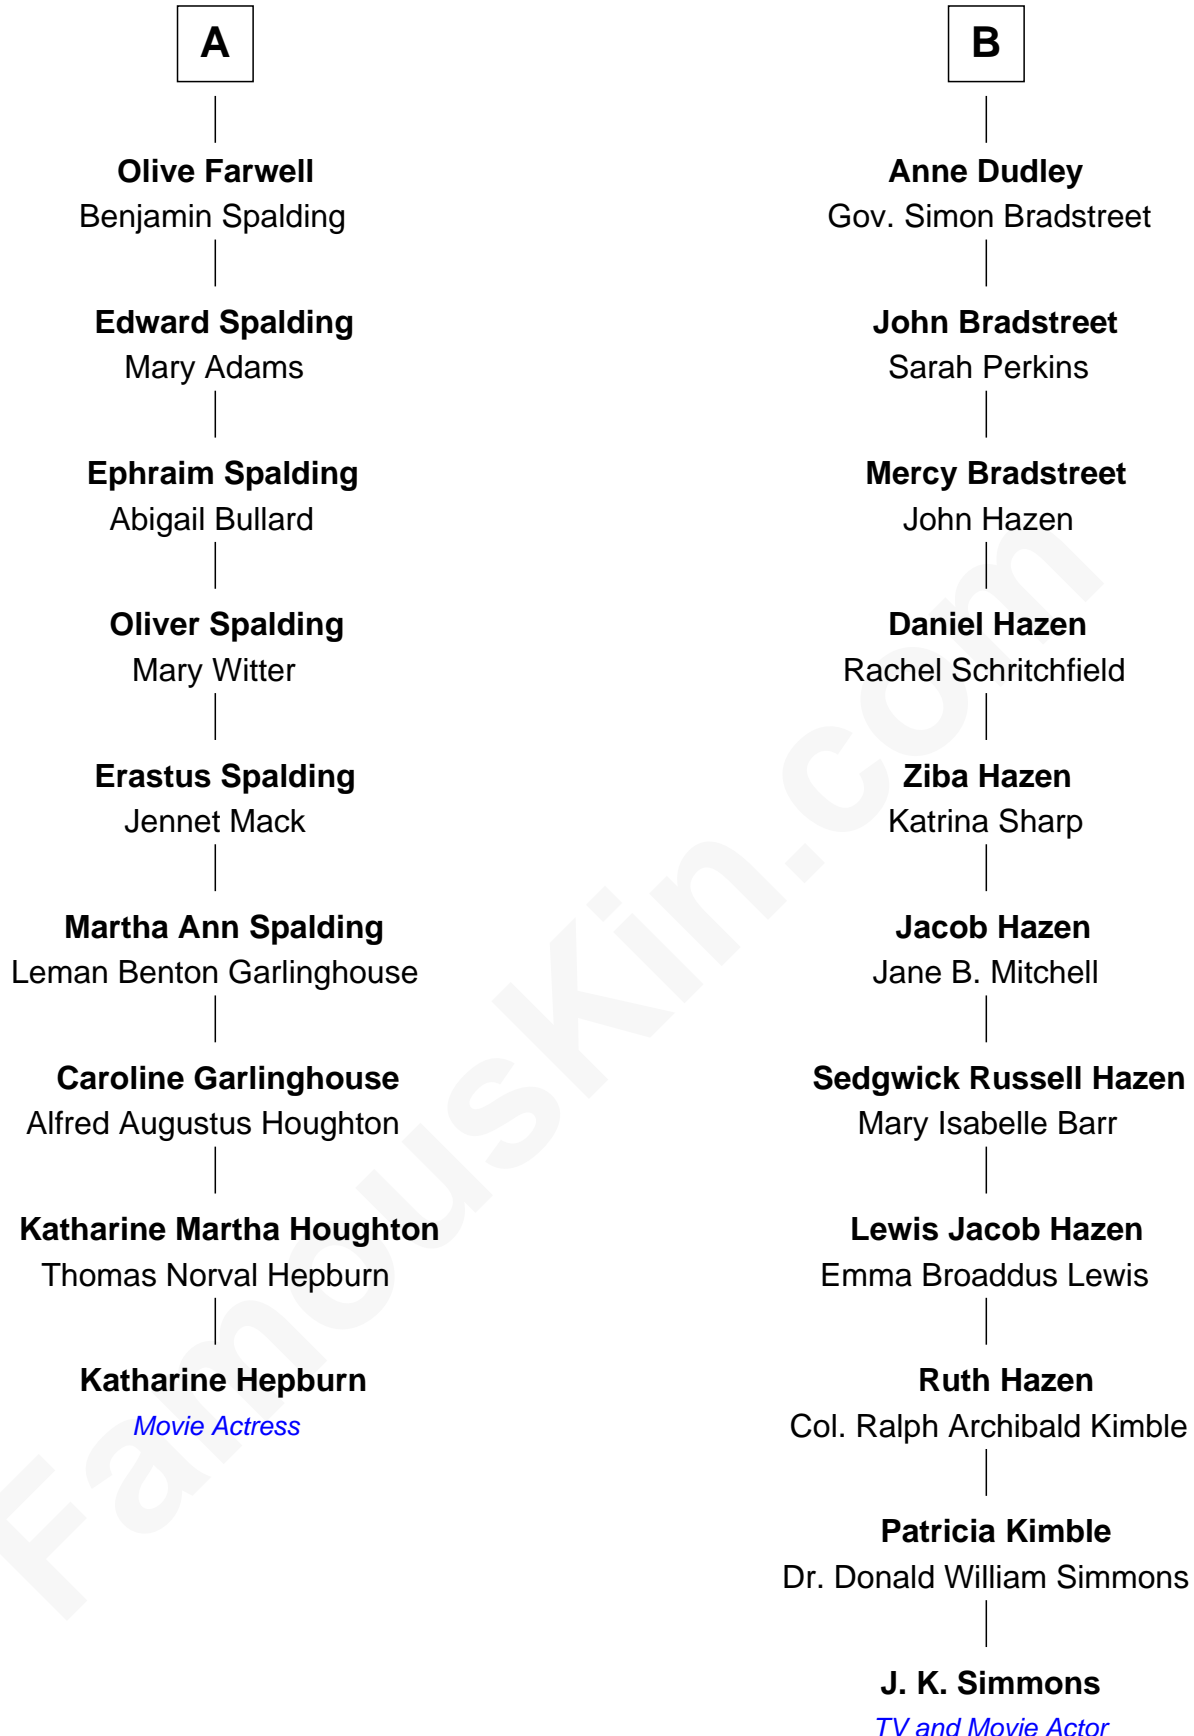 A
Olive Farwell
Benjamin Spalding
Edward Spalding
Mary Adams
Ephraim Spalding
Abigail Bullard
Oliver Spalding
Mary Witter
Erastus Spalding
Jennet Mack
Martha Ann Spalding
Leman Benton Garlinghouse
Caroline Garlinghouse
Alfred Augustus Houghton
Katharine Martha Houghton
Thomas Norval Hepburn
Katharine Hepburn
Movie Actress
B
Anne Dudley
Gov. Simon Bradstreet
John Bradstreet
Sarah Perkins
Mercy Bradstreet
John Hazen
Daniel Hazen
Rachel Schritchfield
Ziba Hazen
Katrina Sharp
Jacob Hazen
Jane B. Mitchell
Sedgwick Russell Hazen
Mary Isabelle Barr
Lewis Jacob Hazen
Emma Broaddus Lewis
Ruth Hazen
Col. Ralph Archibald Kimble
Patricia Kimble
Dr. Donald William Simmons
J. K. Simmons
TV and Movie Actor
FamousKin.com